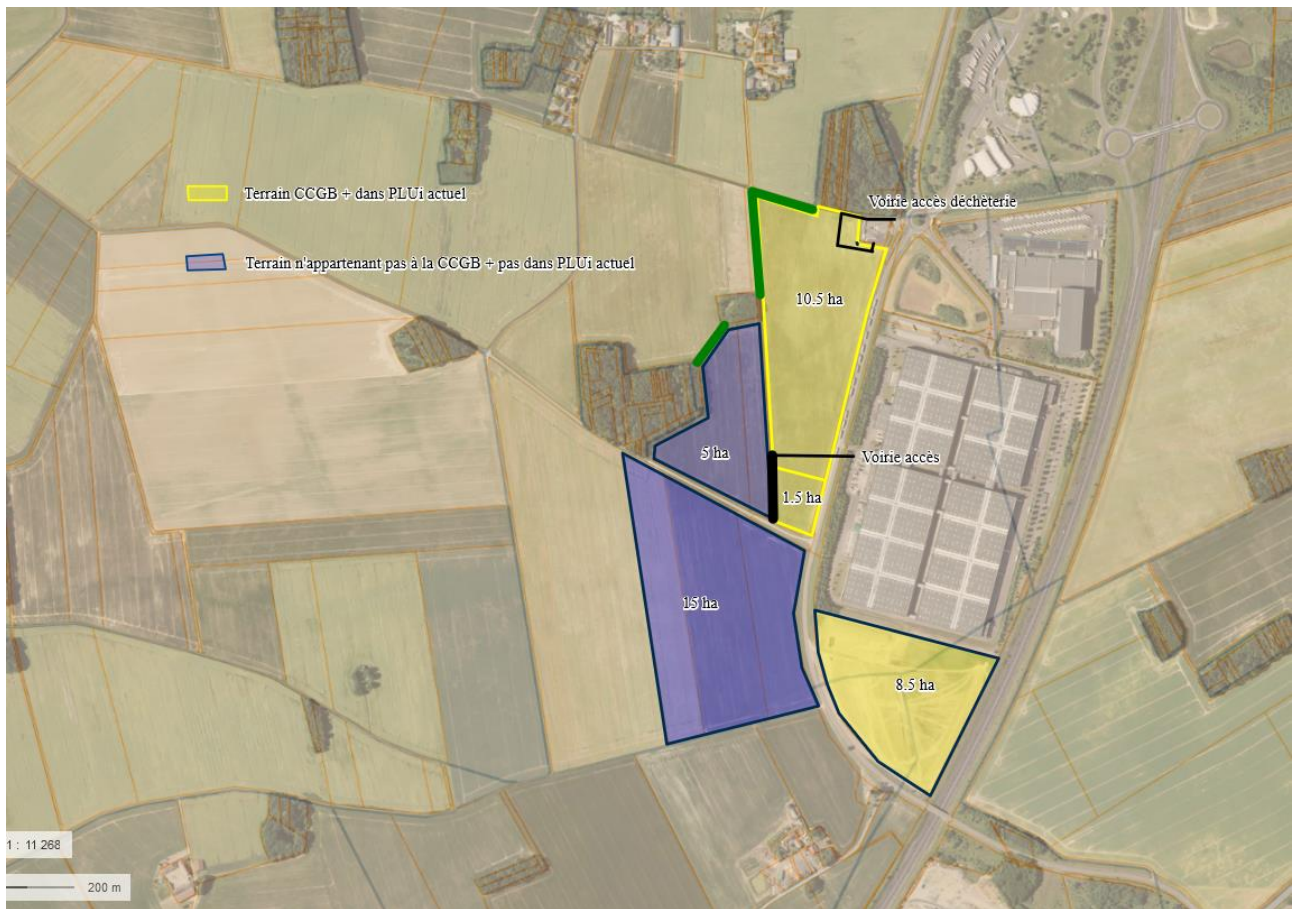 Terrain CCGB + dans PLUi actuel
Voirie accès déchèterie
Terrain n'appartenant pas à la CCGB + pas dans PLUi actuel
10.5 ha
5 ha
Voirie accès
1.5 ha
15 ha
8.5 ha
1 : 11 268
200 m